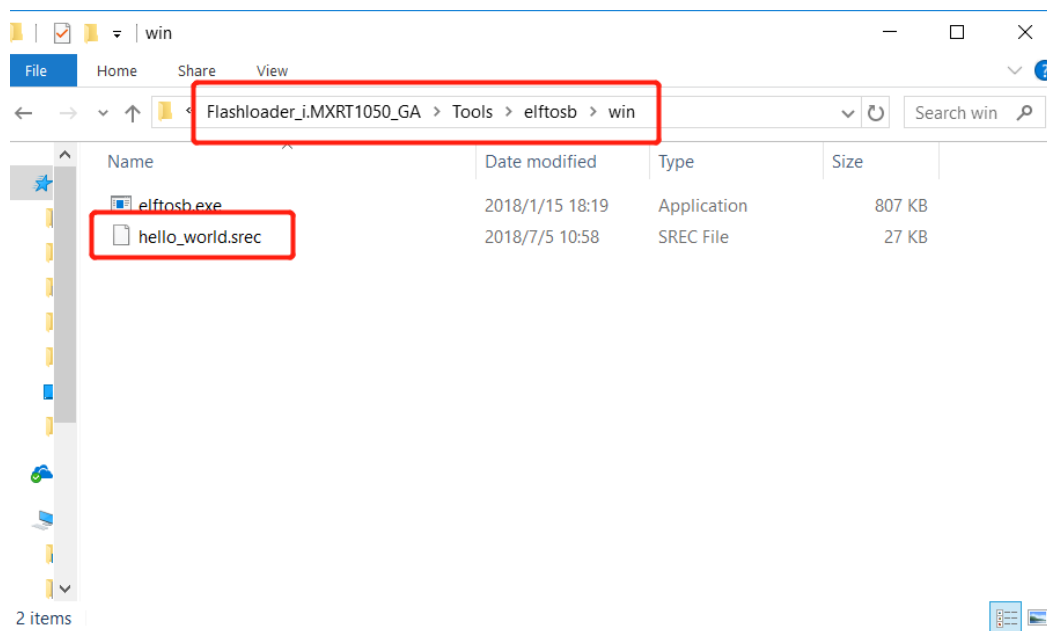 win
File Home Share View
Flashloader_i.MXRT1050_GA > Tools > elftosb > win Search win
Name Date modified Type Size
elftosb.exe 2018/1/15 18:19 Application 807 KB
hello_world.srec 2018/7/5 10:58 SREC File 27 KB
2 items